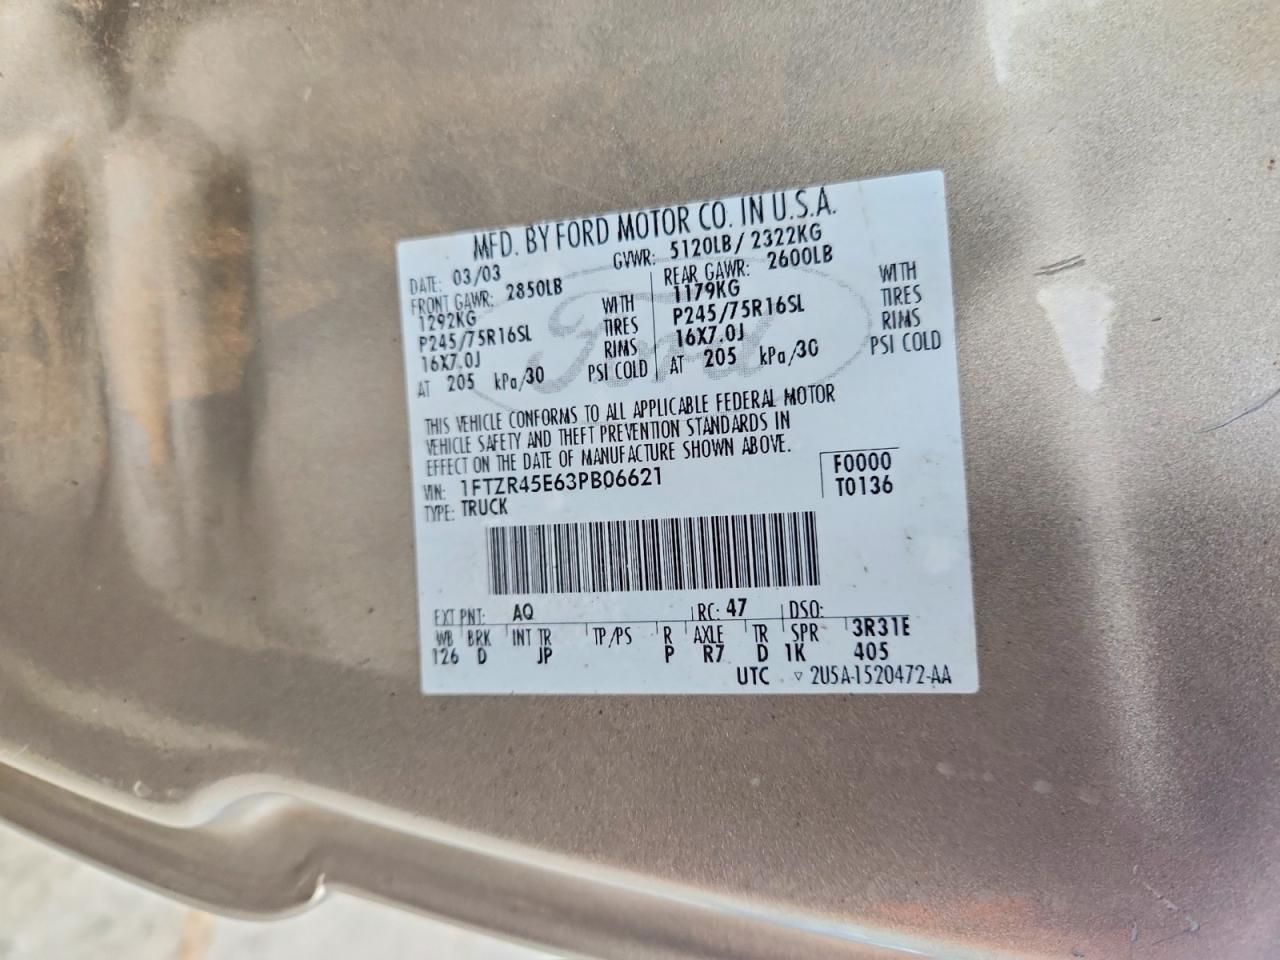 MFD. BY FORD MOTOR CO. IN U.S.A.
DATE: 03/03 GVWR: 5120LB / 2322KG
FRONT GAWR: 2850LB REAR GAWR: 2600LB
1292KG WITH 1179KG WITH
P245/75R16SL TIRES P245/75R16SL TIRES
16X7.0J RIMS 16X7.0J RIMS
AT 205 kPa/30 PSI COLD AT 205 kPa/30 PSI COLD
Ford
THIS VEHICLE CONFORMS TO ALL APPLICABLE FEDERAL MOTOR
VEHICLE SAFETY AND THEFT PREVENTION STANDARDS IN
EFFECT ON THE DATE OF MANUFACTURE SHOWN ABOVE.
VIN: 1FTZR45E63PB06621 F0000
TYPE: TRUCK T0136
EXT PNT: AQ RC: 47 DSO:
WB BRK INT TR TP/PS R AXLE TR SPR 3R31E
126 D JP P R7 D 1K 405
UTC ▽ 2U5A-1520472-AA